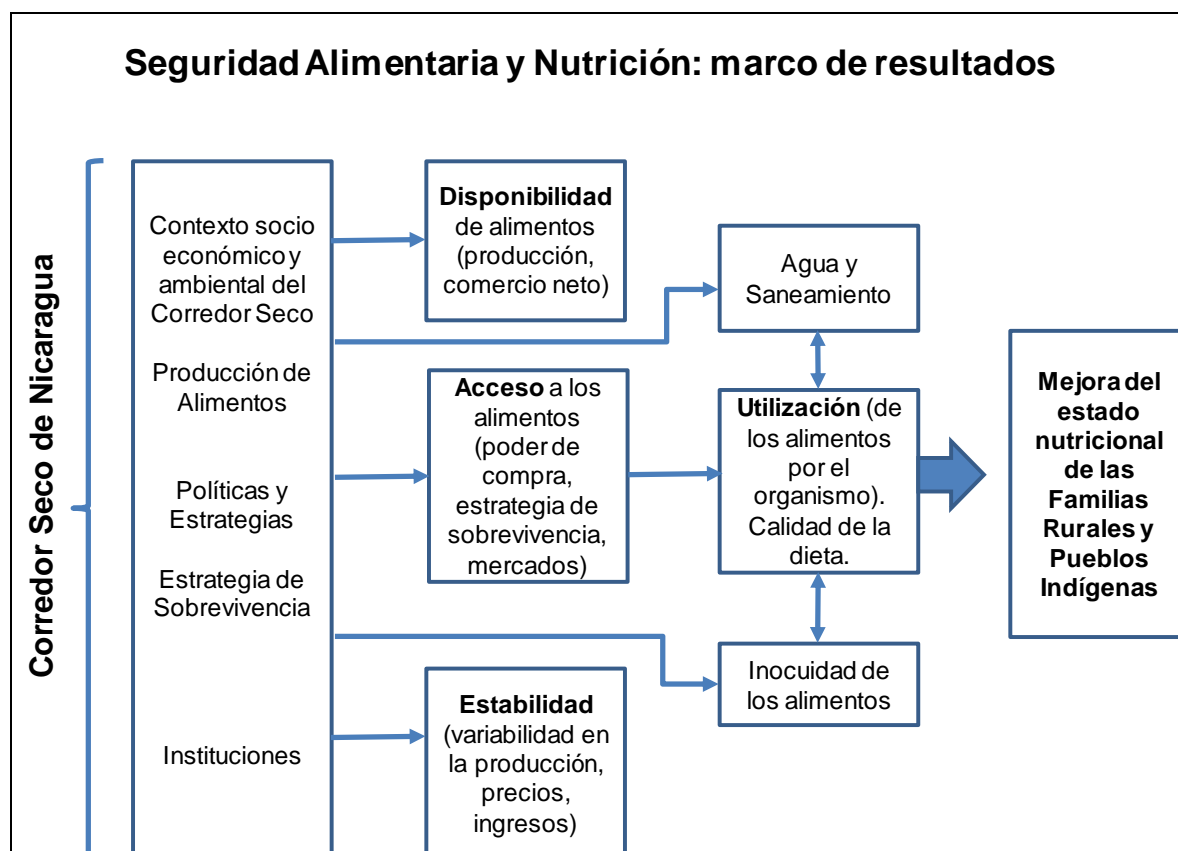 Seguridad Alimentaria y Nutrición: marco de resultados
Corredor Seco de Nicaragua
Contexto socio
económico y
ambiental del
Corredor Seco
Producción de
Alimentos
Políticas y
Estrategias
Estrategia de
Sobrevivencia
Instituciones
Disponibilidad
de alimentos
(producción,
comercio neto)
Acceso a los
alimentos
(poder de
compra,
estrategia de
sobrevivencia,
mercados)
Estabilidad
(variabilidad en
la producción,
precios,
ingresos)
Agua y
Saneamiento
Utilización (de
los alimentos
por el
organismo).
Calidad de la
dieta.
Inocuidad de
los alimentos
Mejora del
estado
nutricional
de las
Familias
Rurales y
Pueblos
Indígenas